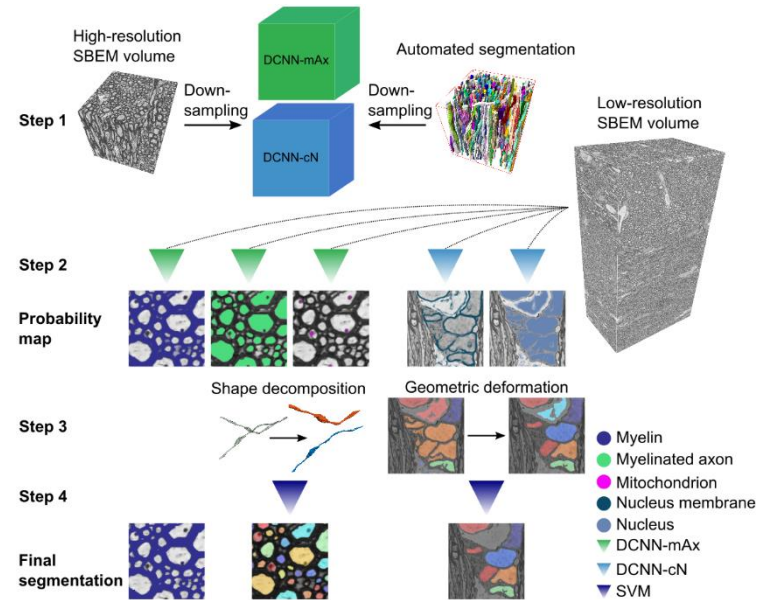 High-resolution
SBEM volume
DCNN-mAx
Automated segmentation
Down-
sampling
Down-
sampling
Step 1
DCNN-cN
Low-resolution
SBEM volume
Step 2
Probability
map
Shape decomposition
Geometric deformation
Step 3
Step 4
Final
segmentation
Myelin
Myelinated axon
Mitochondrion
Nucleus membrane
Nucleus
DCNN-mAx
DCNN-cN
SVM